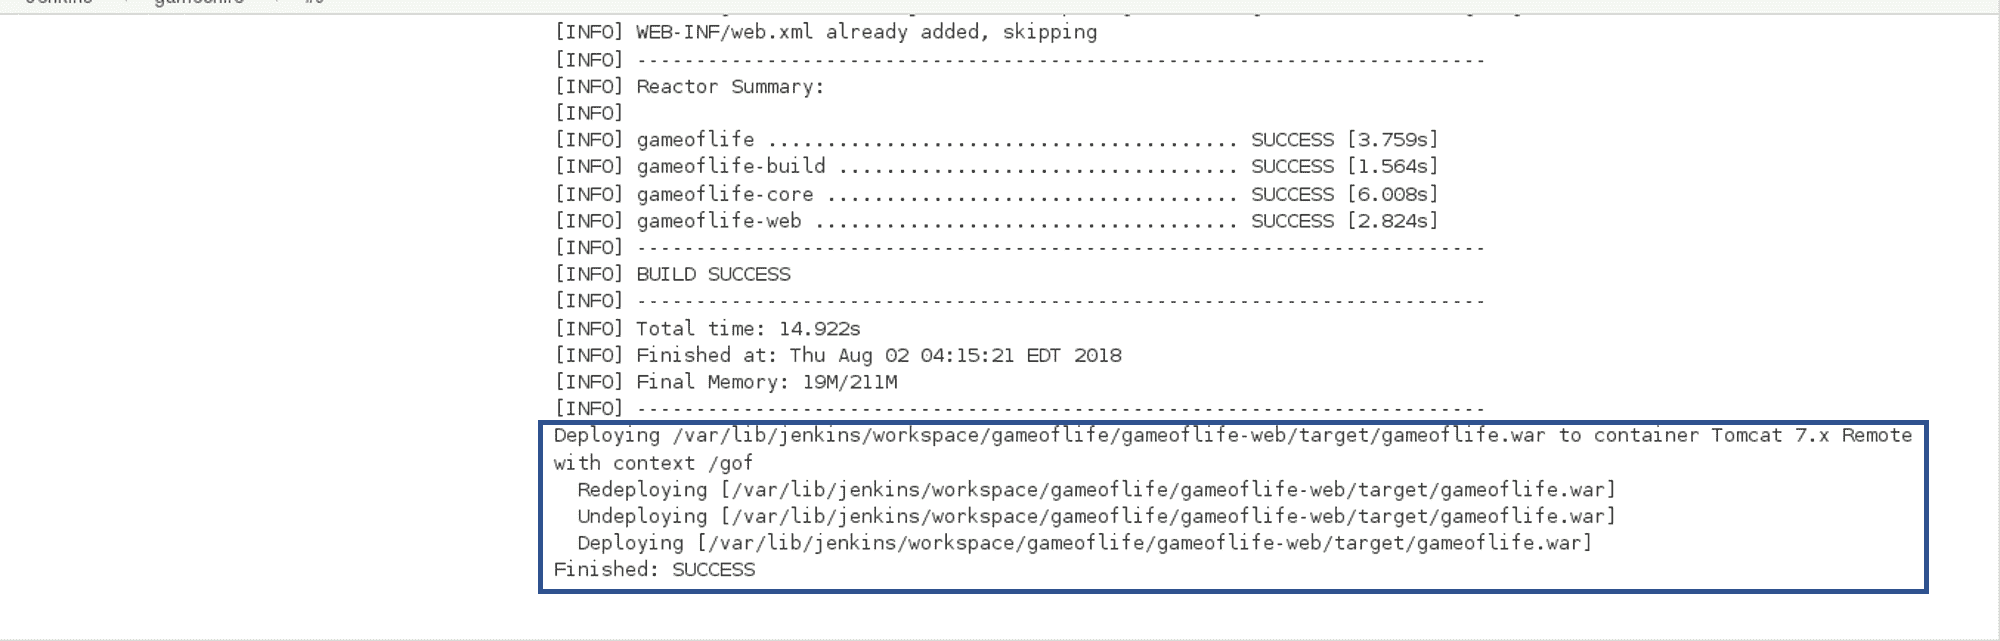 [INFO] WEB-INF/web.xml already added, skipping
[INFO] ------------------------------------------------------------------------
[INFO] Reactor Summary:
[INFO]
[INFO] gameoflife ........................................ SUCCESS [3.759s]
[INFO] gameoflife-build .................................. SUCCESS [1.564s]
[INFO] gameoflife-core ................................... SUCCESS [6.008s]
[INFO] gameoflife-web .................................... SUCCESS [2.824s]
[INFO] ------------------------------------------------------------------------
[INFO] BUILD SUCCESS
[INFO] ------------------------------------------------------------------------
[INFO] Total time: 14.922s
[INFO] Finished at: Thu Aug 02 04:15:21 EDT 2018
[INFO] Final Memory: 19M/211M
[INFO] ------------------------------------------------------------------------
Deploying /var/lib/jenkins/workspace/gameoflife/gameoflife-web/target/gameoflife.war to container Tomcat 7.x Remote
with context /gof
  Redeploying [/var/lib/jenkins/workspace/gameoflife/gameoflife-web/target/gameoflife.war]
  Undeploying [/var/lib/jenkins/workspace/gameoflife/gameoflife-web/target/gameoflife.war]
  Deploying [/var/lib/jenkins/workspace/gameoflife/gameoflife-web/target/gameoflife.war]
Finished: SUCCESS